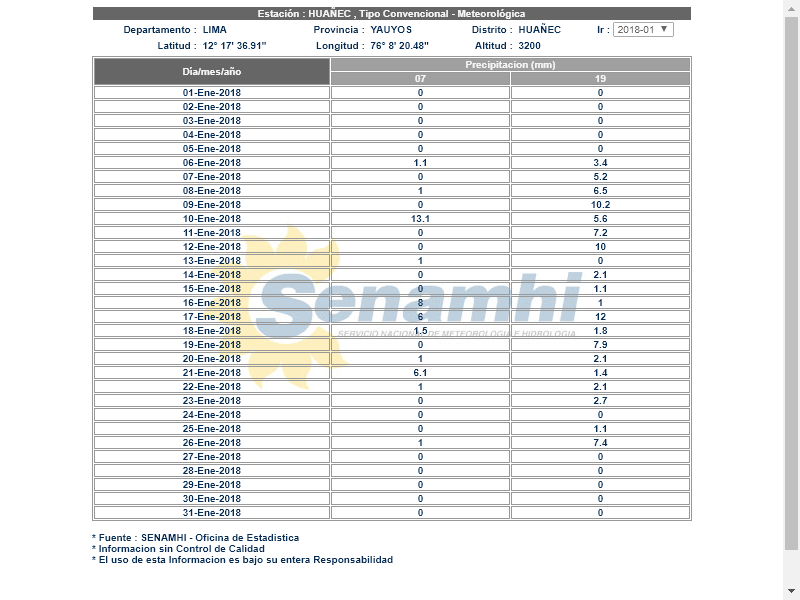 Estación : HUAÑEC , Tipo Convencional - Meteorológica
Departamento : LIMA Provincia : YAUYOS Distrito : HUAÑEC Ir : 2018-01
Latitud : 12° 17' 36.91" Longitud : 76° 8' 20.48" Altitud : 3200
Dia/mes/año Precipitacion (mm)
07 19
01-Ene-2018 0 0
02-Ene-2018 0 0
03-Ene-2018 0 0
04-Ene-2018 0 0
05-Ene-2018 0 0
06-Ene-2018 1.1 3.4
07-Ene-2018 0 5.2
08-Ene-2018 1 6.5
09-Ene-2018 0 10.2
10-Ene-2018 13.1 5.6
11-Ene-2018 0 7.2
12-Ene-2018 0 10
13-Ene-2018 1 0
14-Ene-2018 0 2.1
15-Ene-2018 0 1.1
16-Ene-2018 8 1
17-Ene-2018 6 12
18-Ene-2018 1.5 1.8
19-Ene-2018 0 7.9
20-Ene-2018 1 2.1
21-Ene-2018 6.1 1.4
22-Ene-2018 1 2.1
23-Ene-2018 0 2.7
24-Ene-2018 0 0
25-Ene-2018 0 1.1
26-Ene-2018 1 7.4
27-Ene-2018 0 0
28-Ene-2018 0 0
29-Ene-2018 0 0
30-Ene-2018 0 0
31-Ene-2018 0 0
Senamhi
SERVICIO NACIONAL DE METEOROLOGIA E HIDROLOGIA
* Fuente : SENAMHI - Oficina de Estadistica
* Informacion sin Control de Calidad
* El uso de esta Informacion es bajo su entera Responsabilidad